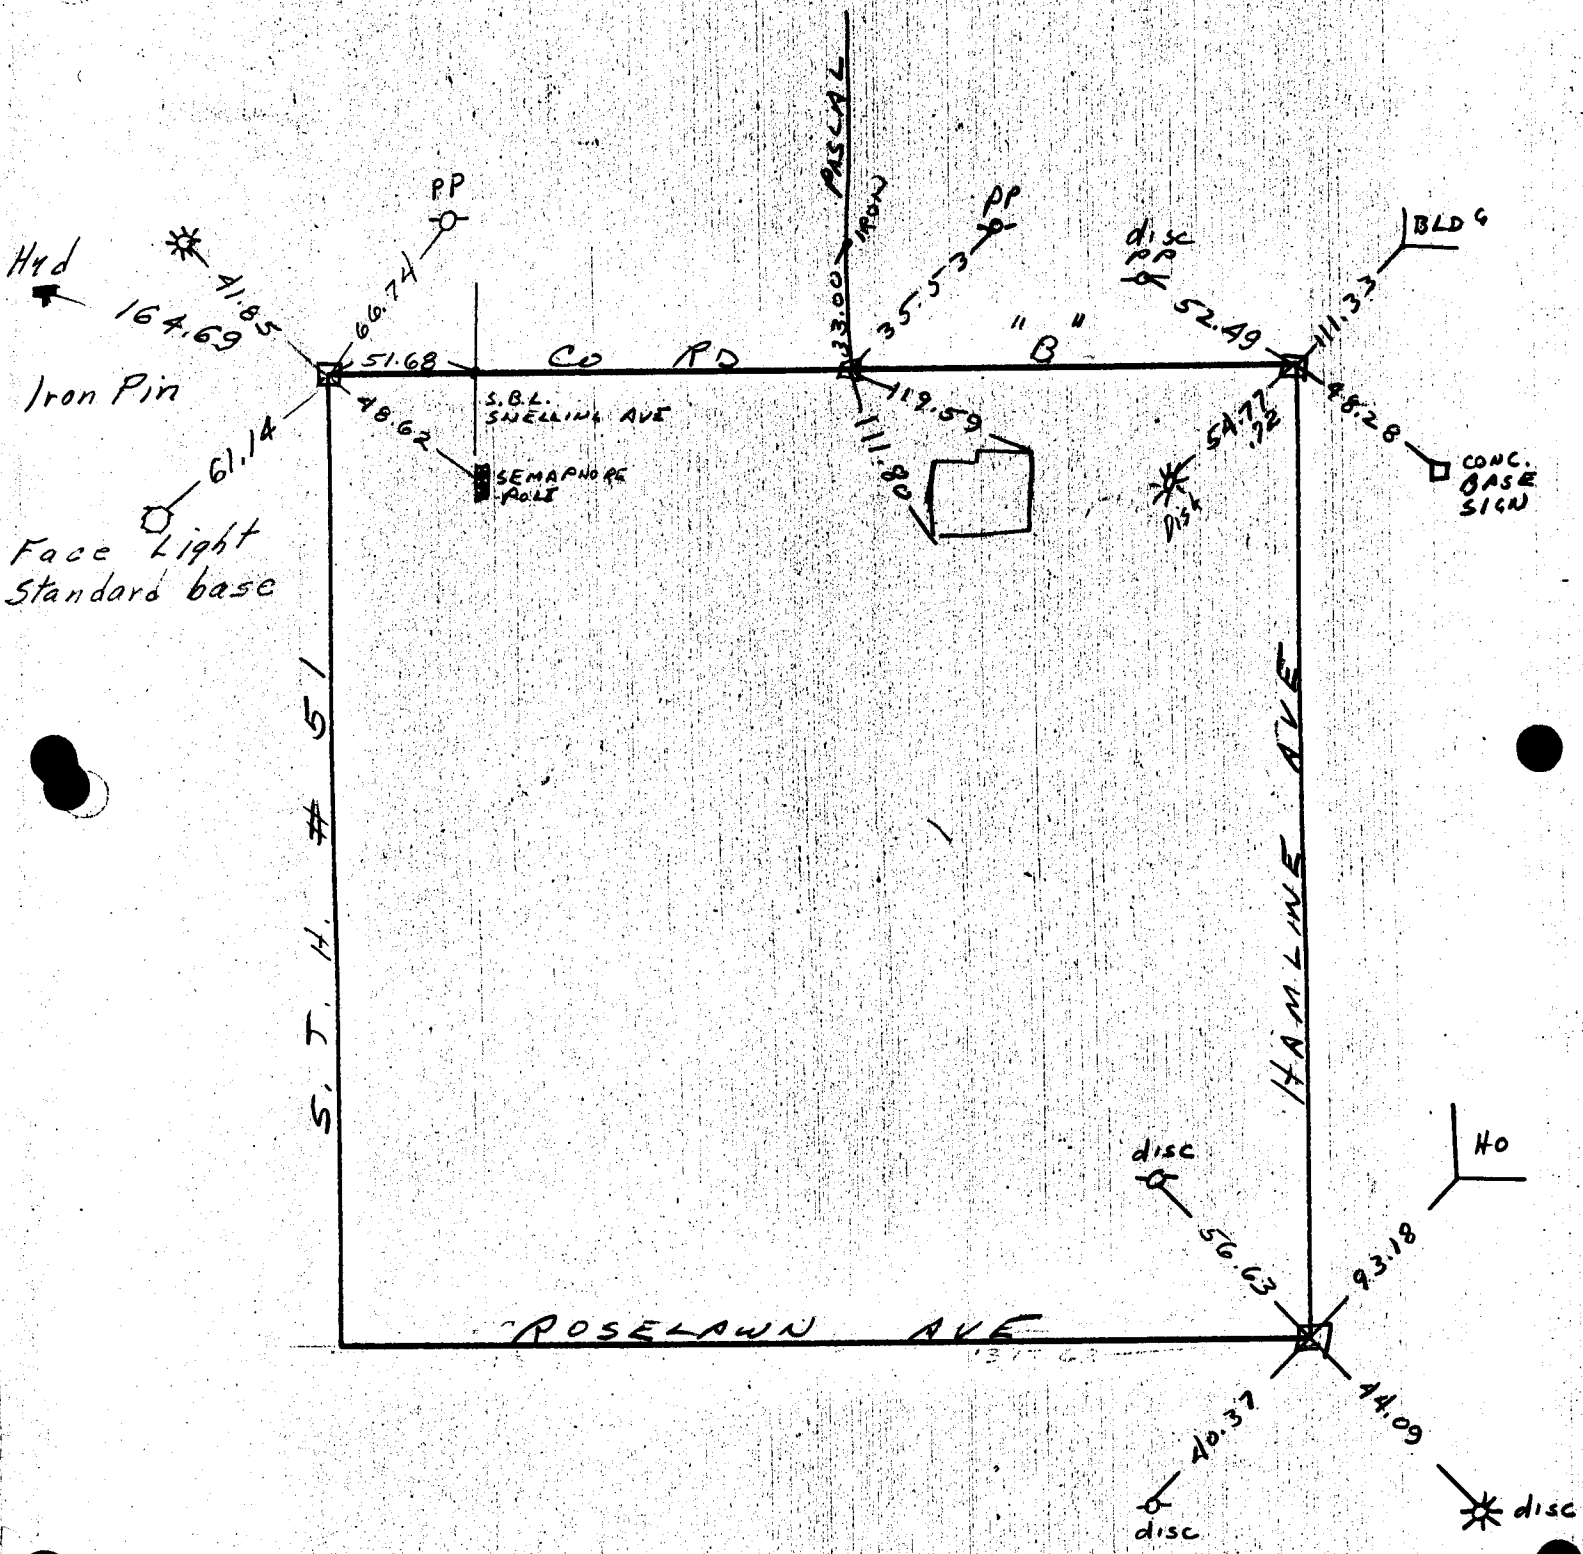 PASCAL
PP
IRON
PP
disc
PP
BLDG
Hyd
41.85
164.69
66.74
33.00
35.53
52.49
111.33
51.68
CO RD "B"
Iron Pin
48.62
S.B.L.
SNELLING AVE
119.59
111.80
54.77
.72
48.28
61.14
SEMAPHORE
POLE
CONC.
BASE
SIGN
Disk
Face Light
Standard base
S. T. H. # 51
HAMLINE AVE
disc
HO
56.63
93.18
ROSELAWN AVE
40.37
44.09
disc
disc